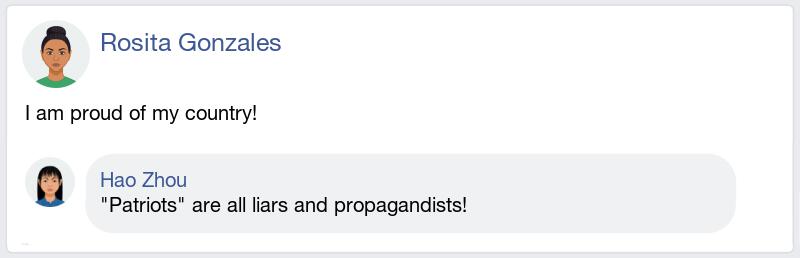 Rosita Gonzales
I am proud of my country!
Hao Zhou
"Patriots" are all liars and propagandists!